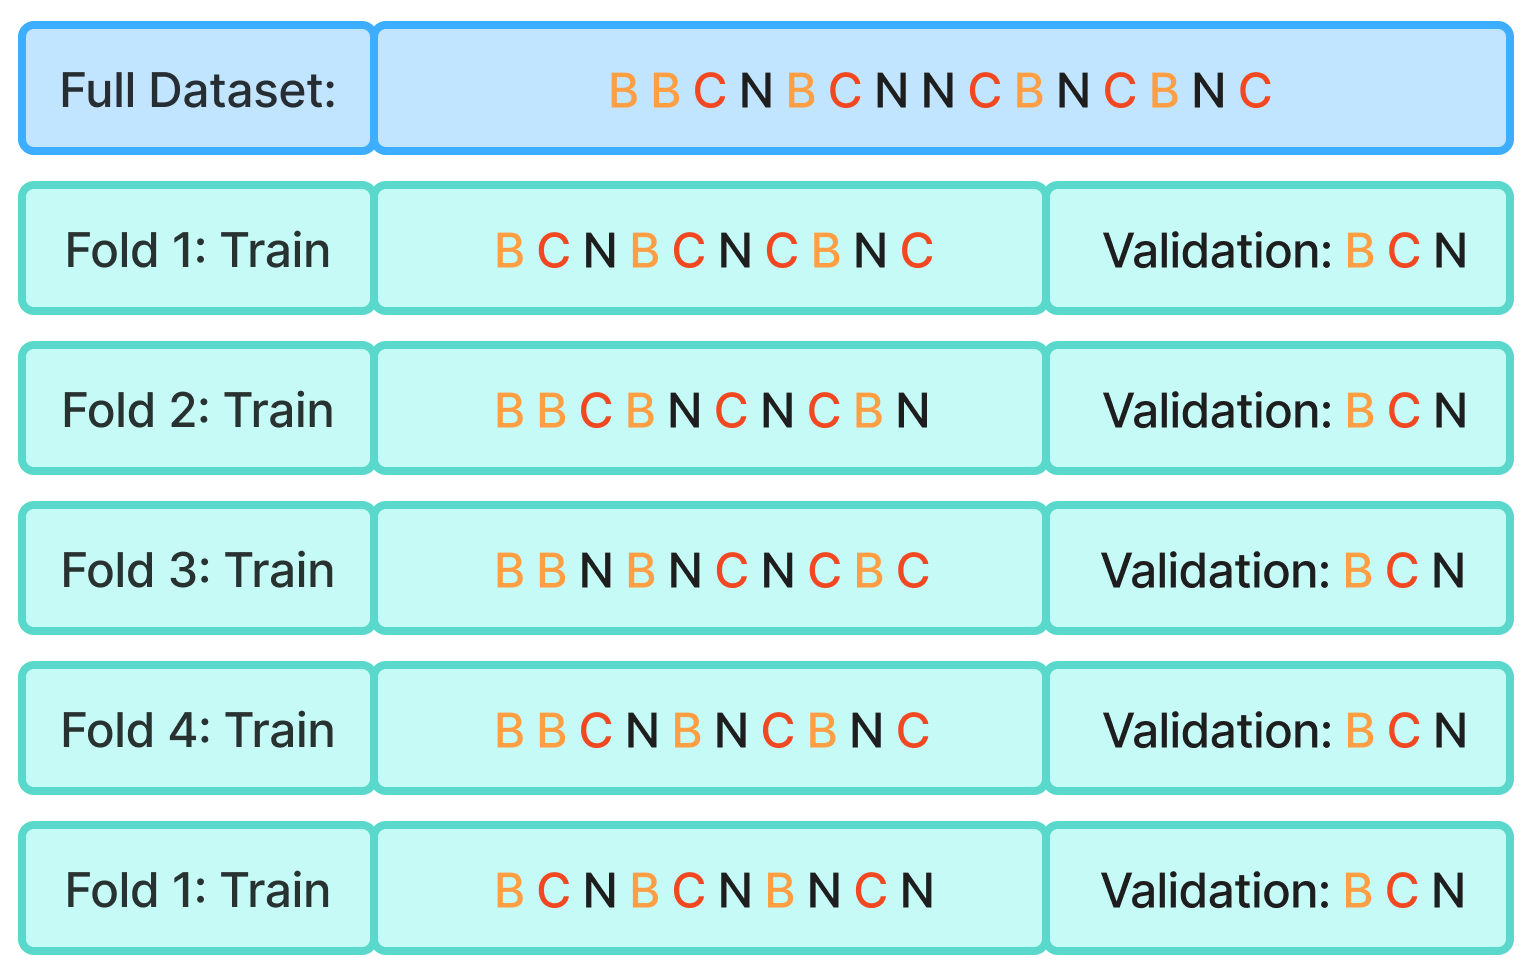 Full Dataset: B B C N B C N N C B N C B N C
Fold 1: Train B C N B C N C B N C Validation: B C N
Fold 2: Train B B C B N C N C B N Validation: B C N
Fold 3: Train B B N B N C N C B C Validation: B C N
Fold 4: Train B B C N B N C B N C Validation: B C N
Fold 1: Train B C N B C N B N C N Validation: B C N